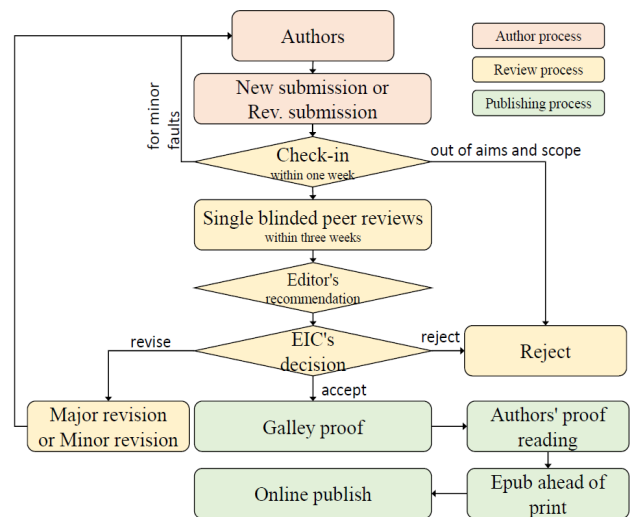 Authors
Author process
New submission or
Rev. submission
Review process
Publishing process
for minor
faults
Check-in
within one week
out of aims and scope
Single blinded peer reviews
within three weeks
Editor's
recommendation
EIC's
decision
revise
reject
Reject
accept
Major revision
or Minor revision
Galley proof
Authors' proof
reading
Online publish
Epub ahead of
print